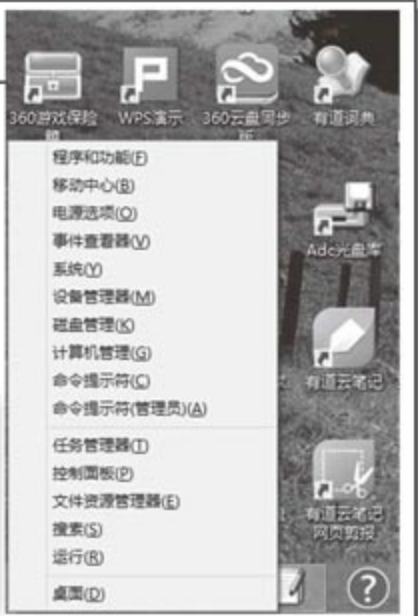 360游戏保险
箱
WPS演示
360云盘同步
版
有道词典
程序和功能(F)
移动中心(B)
电源选项(O)
事件查看器(V)
系统(Y)
设备管理器(M)
磁盘管理(K)
计算机管理(G)
命令提示符(C)
命令提示符(管理员)(A)
任务管理器(T)
控制面板(P)
文件资源管理器(E)
搜索(S)
运行(R)
桌面(D)
Adc光盘库
有道云笔记
有道云笔记
网页剪报